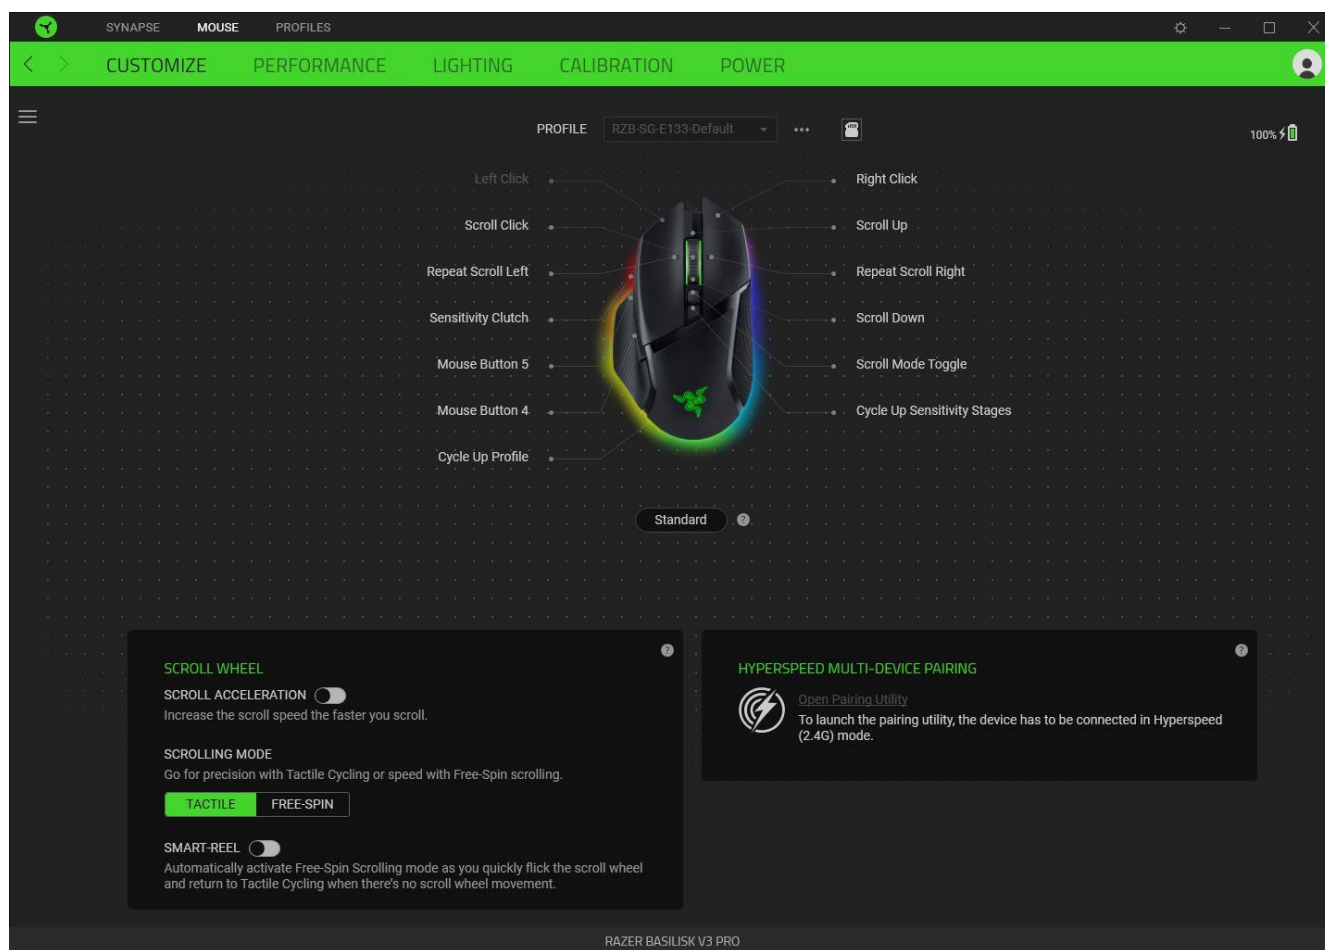 SYNAPSE MOUSE PROFILES
CUSTOMIZE PERFORMANCE LIGHTING CALIBRATION POWER
PROFILE RZB-SG-E133-Default
100%
Left Click
Scroll Click
Repeat Scroll Left
Sensitivity Clutch
Mouse Button 5
Mouse Button 4
Cycle Up Profile
Right Click
Scroll Up
Repeat Scroll Right
Scroll Down
Scroll Mode Toggle
Cycle Up Sensitivity Stages
Standard ?
?
SCROLL WHEEL
SCROLL ACCELERATION
Increase the scroll speed the faster you scroll.
SCROLLING MODE
Go for precision with Tactile Cycling or speed with Free-Spin scrolling.
TACTILE FREE-SPIN
SMART-REEL
Automatically activate Free-Spin Scrolling mode as you quickly flick the scroll wheel
and return to Tactile Cycling when there's no scroll wheel movement.
?
HYPERSPEED MULTI-DEVICE PAIRING
Open Pairing Utility
To launch the pairing utility, the device has to be connected in Hyperspeed
(2.4G) mode.
RAZER BASILISK V3 PRO